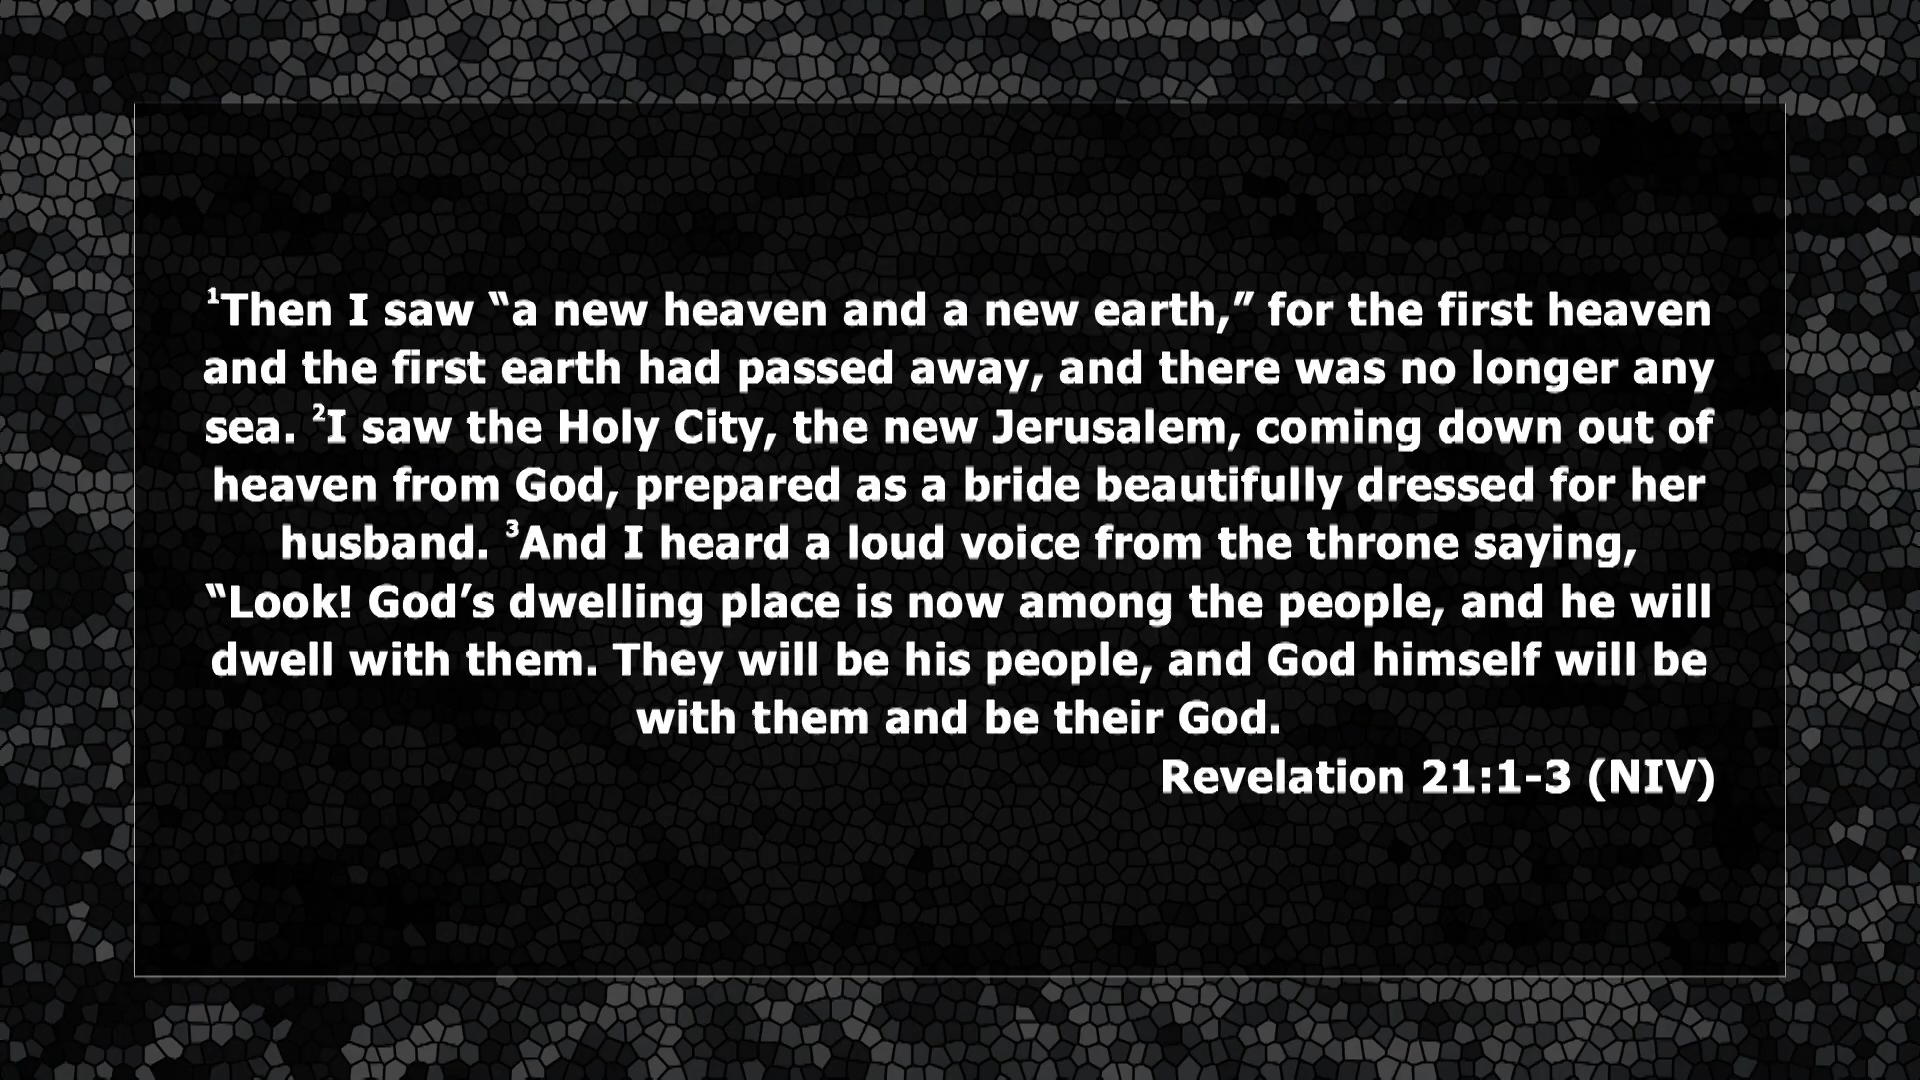 ¹Then I saw “a new heaven and a new earth,” for the first heaven
and the first earth had passed away, and there was no longer any
sea. ²I saw the Holy City, the new Jerusalem, coming down out of
heaven from God, prepared as a bride beautifully dressed for her
husband. ³And I heard a loud voice from the throne saying,
“Look! God’s dwelling place is now among the people, and he will
dwell with them. They will be his people, and God himself will be
with them and be their God.
Revelation 21:1-3 (NIV)